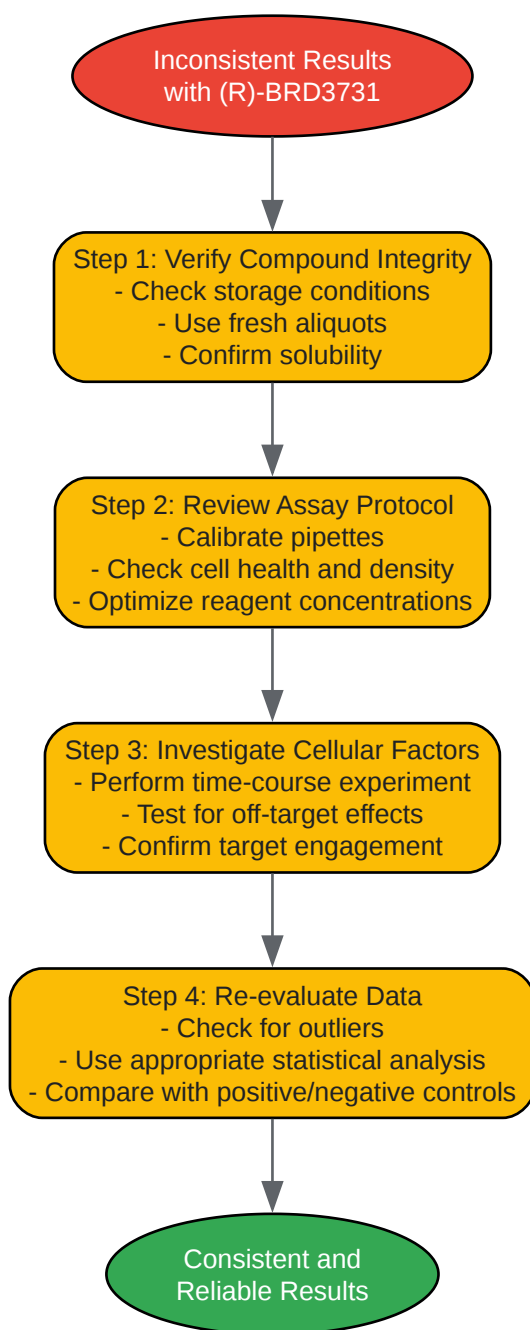 Inconsistent Results
with (R)-BRD3731
Step 1: Verify Compound Integrity
- Check storage conditions
- Use fresh aliquots
- Confirm solubility
Step 2: Review Assay Protocol
- Calibrate pipettes
- Check cell health and density
- Optimize reagent concentrations
Step 3: Investigate Cellular Factors
- Perform time-course experiment
- Test for off-target effects
- Confirm target engagement
Step 4: Re-evaluate Data
- Check for outliers
- Use appropriate statistical analysis
- Compare with positive/negative controls
Consistent and
Reliable Results